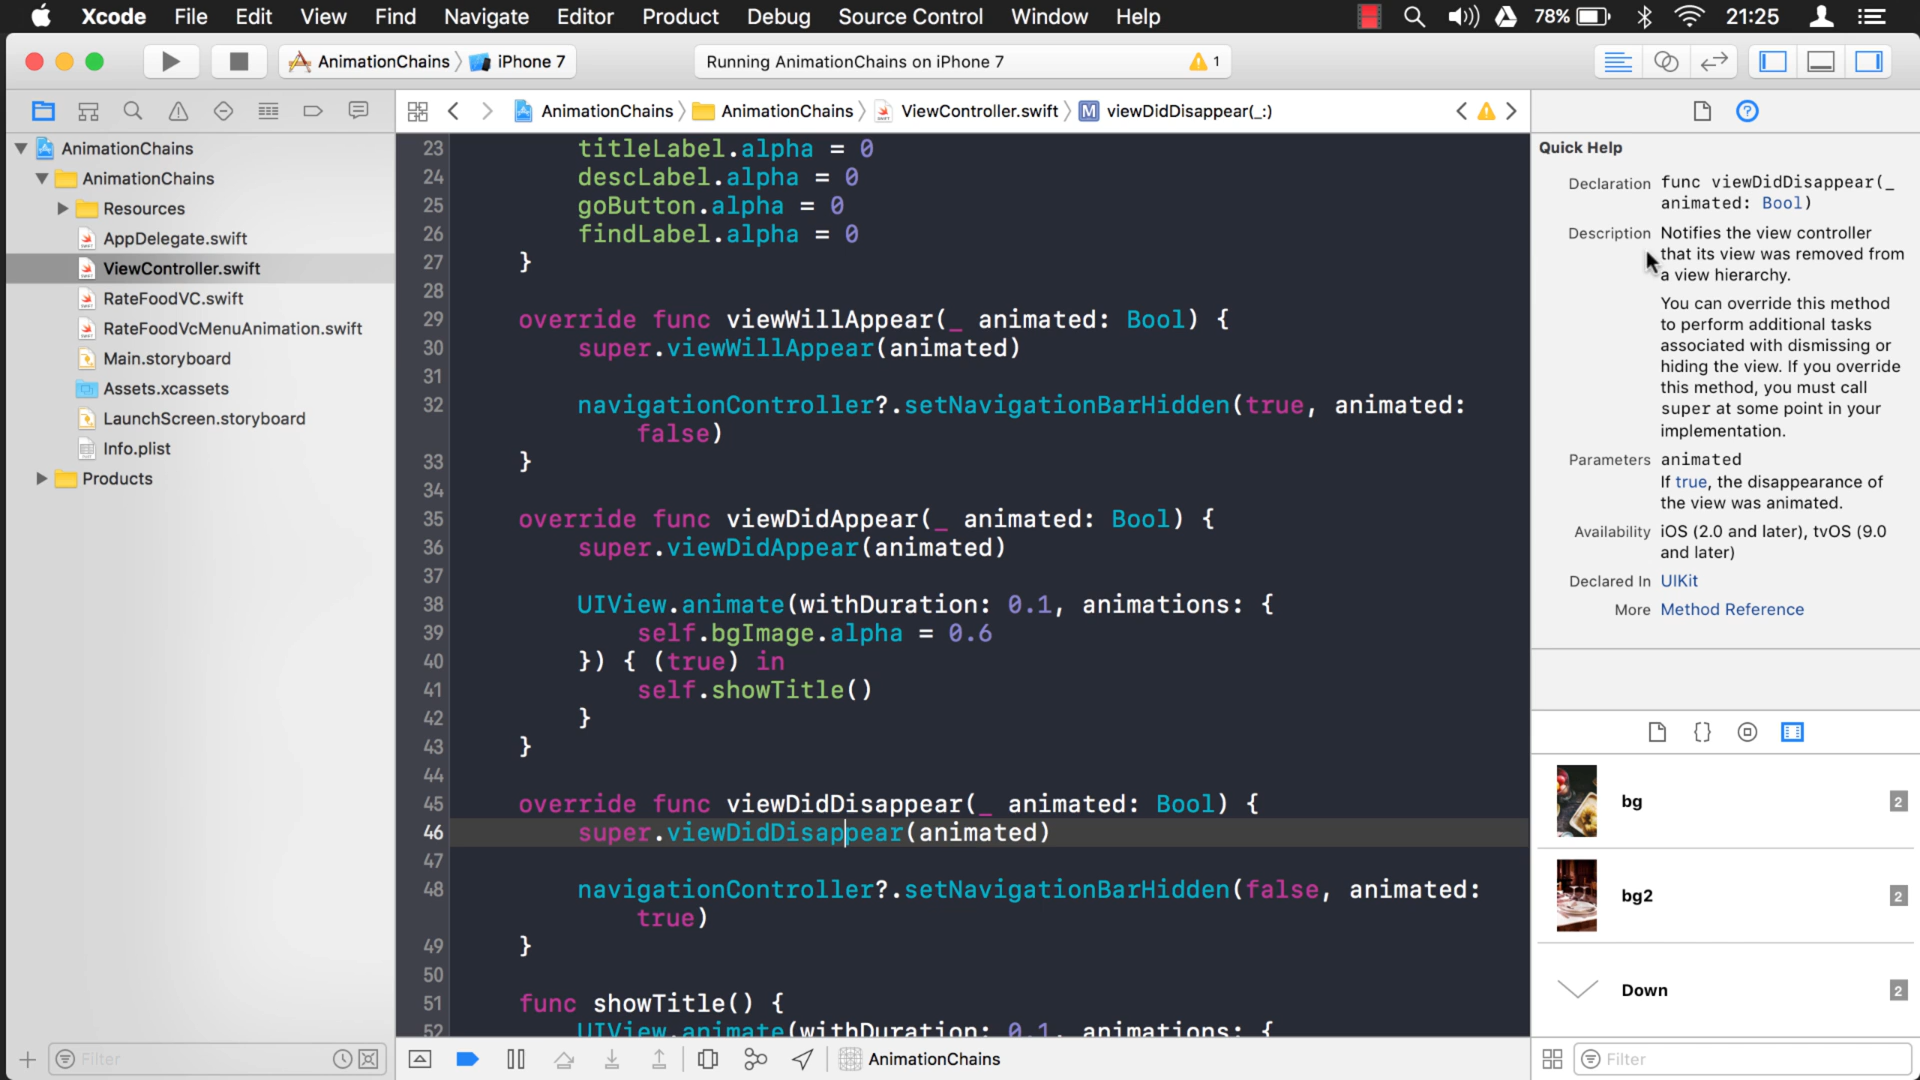 Xcode File Edit View Find Navigate Editor Product Debug Source Control Window Help 78% 21:25
AnimationChains iPhone 7 Running AnimationChains on iPhone 7 1
AnimationChains AnimationChains ViewController.swift M viewDidDisappear(_:)
AnimationChains
AnimationChains
Resources
AppDelegate.swift
ViewController.swift
RateFoodVC.swift
RateFoodVcMenuAnimation.swift
Main.storyboard
Assets.xcassets
LaunchScreen.storyboard
Info.plist
Products
Filter
23 titleLabel.alpha = 0
24 descLabel.alpha = 0
25 goButton.alpha = 0
26 findLabel.alpha = 0
27 }
28
29 override func viewWillAppear(_ animated: Bool) {
30 super.viewWillAppear(animated)
31
32 navigationController?.setNavigationBarHidden(true, animated:
false)
33 }
34
35 override func viewDidAppear(_ animated: Bool) {
36 super.viewDidAppear(animated)
37
38 UIView.animate(withDuration: 0.1, animations: {
39 self.bgImage.alpha = 0.6
40 }) { (true) in
41 self.showTitle()
42 }
43 }
44
45 override func viewDidDisappear(_ animated: Bool) {
46 super.viewDidDisappear(animated)
47
48 navigationController?.setNavigationBarHidden(false, animated:
true)
49 }
50
51 func showTitle() {
52 UIView.animate(withDuration: 0.1, animations: {
AnimationChains
Quick Help
Declaration func viewDidDisappear(_
animated: Bool)
Description Notifies the view controller
that its view was removed from
a view hierarchy.
You can override this method
to perform additional tasks
associated with dismissing or
hiding the view. If you override
this method, you must call
super at some point in your
implementation.
Parameters animated
If true, the disappearance of
the view was animated.
Availability iOS (2.0 and later), tvOS (9.0
and later)
Declared In UIKit
More Method Reference
bg 2
bg2 2
Down 2
Filter